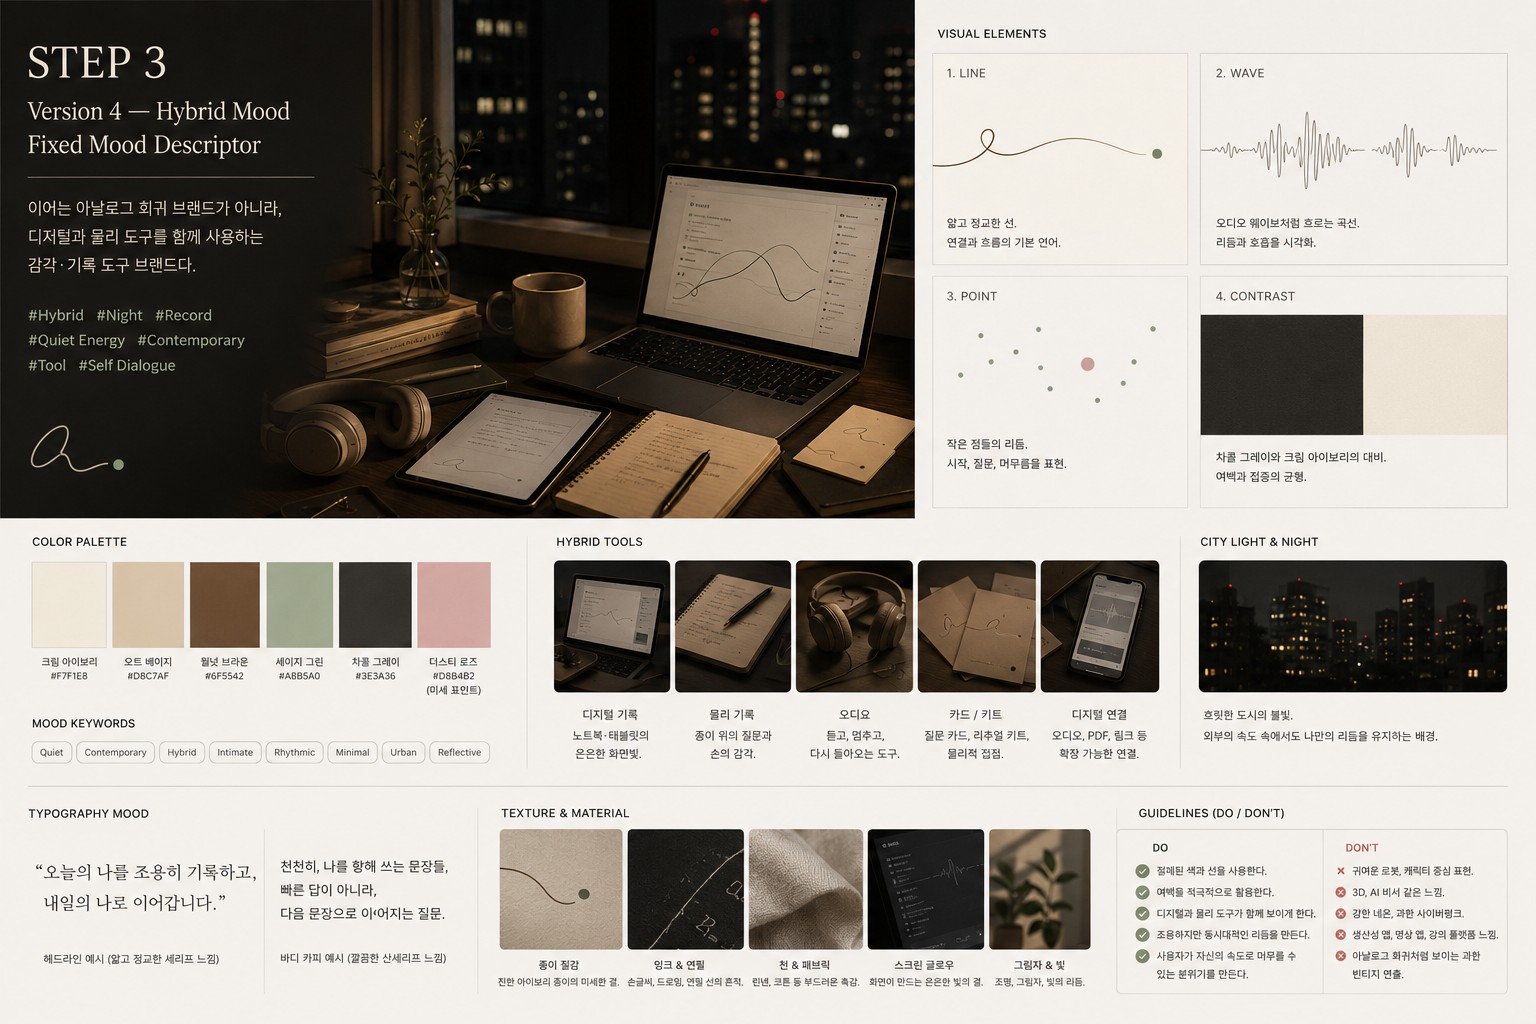 STEP 3
Version 4 — Hybrid Mood
Fixed Mood Descriptor
이어는 아날로그 회귀 브랜드가 아니라,
디지털과 물리 도구를 함께 사용하는
감각·기록 도구 브랜드다.
#Hybrid #Night #Record
#Quiet Energy #Contemporary
#Tool #Self Dialogue
VISUAL ELEMENTS
1. LINE
얇고 정교한 선.
연결과 흐름의 기본 언어.
2. WAVE
오디오 웨이브처럼 흐르는 곡선.
리듬과 호흡을 시각화.
3. POINT
작은 점들의 리듬.
시작, 질문, 머무름을 표현.
4. CONTRAST
차콜 그레이와 크림 아이보리의 대비.
여백과 집중의 균형.
COLOR PALETTE
크림 아이보리
#F7F1E8
오트 베이지
#D8C7AF
월넛 브라운
#6F5542
세이지 그린
#A8B5A0
차콜 그레이
#3E3A36
더스티 로즈
#D8B4B2
(미세 포인트)
MOOD KEYWORDS
Quiet
Contemporary
Hybrid
Intimate
Rhythmic
Minimal
Urban
Reflective
HYBRID TOOLS
디지털 기록
노트북·태블릿의
은은한 화면빛.
물리 기록
종이 위의 질문과
손의 감각.
오디오
듣고, 멈추고,
다시 돌아오는 도구.
카드 / 키트
질문 카드, 리추얼 키트,
물리적 접점.
디지털 연결
오디오, PDF, 링크 등
확장 가능한 연결.
CITY LIGHT & NIGHT
흐릿한 도시의 불빛.
외부의 속도 속에서도 나만의 리듬을 유지하는 배경.
TYPOGRAPHY MOOD
“오늘의 나를 조용히 기록하고,
내일의 나로 이어갑니다.”
헤드라인 예시 (얇고 정교한 세리프 느낌)
천천히, 나를 향해 쓰는 문장들,
빠른 답이 아니라,
다음 문장으로 이어지는 질문.
바디 카피 예시 (깔끔한 산세리프 느낌)
TEXTURE & MATERIAL
종이 질감
진한 아이보리 종이의 미세한 결.
잉크 & 연필
손글씨, 드로잉, 연필 선의 흔적.
천 & 패브릭
린넨, 코튼 등 부드러운 촉감.
스크린 글로우
화면이 만드는 은은한 빛의 결.
그림자 & 빛
조명, 그림자, 빛의 리듬.
GUIDELINES (DO / DON'T)
DO
절제된 색과 선을 사용한다.
여백을 적극적으로 활용한다.
디지털과 물리 도구가 함께 보이게 한다.
조용하지만 동시대적인 리듬을 만든다.
사용자가 자신의 속도로 머무를 수
있는 분위기를 만든다.
DON'T
귀여운 로봇, 캐릭터 중심 표현.
3D, AI 비서 같은 느낌.
강한 네온, 과한 사이버펑크.
생산성 앱, 명상 앱, 강의 플랫폼 느낌.
아날로그 회귀처럼 보이는 과한
빈티지 연출.